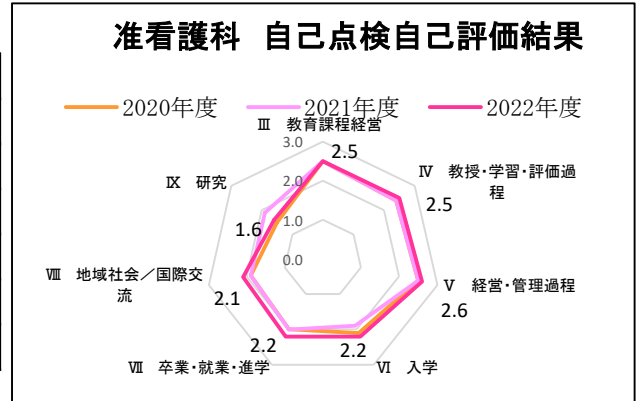 准看護科 自己点検自己評価結果
2020年度 2021年度 2022年度
Ⅲ 教育課程経営
3.0
2.5
2.0
1.0
0.0
Ⅳ 教授・学習・評価過
程
2.5
Ⅴ 経営・管理過程
2.6
Ⅵ 入学
2.2
Ⅶ 卒業・就業・進学
2.2
Ⅷ 地域社会／国際交
流
2.1
Ⅸ 研究
1.6